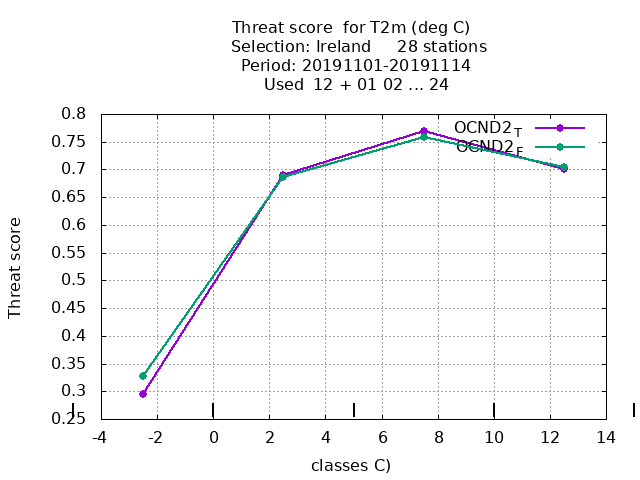 Threat score  for T2m (deg C)
Selection: Ireland     28 stations
Period: 20191101-20191114
Used  12 + 01 02 ... 24
OCND2T
OCND2F
Threat score
0.8
0.75
0.7
0.65
0.6
0.55
0.5
0.45
0.4
0.35
0.3
0.25
-4 -2 0 2 4 6 8 10 12 14
classes C)